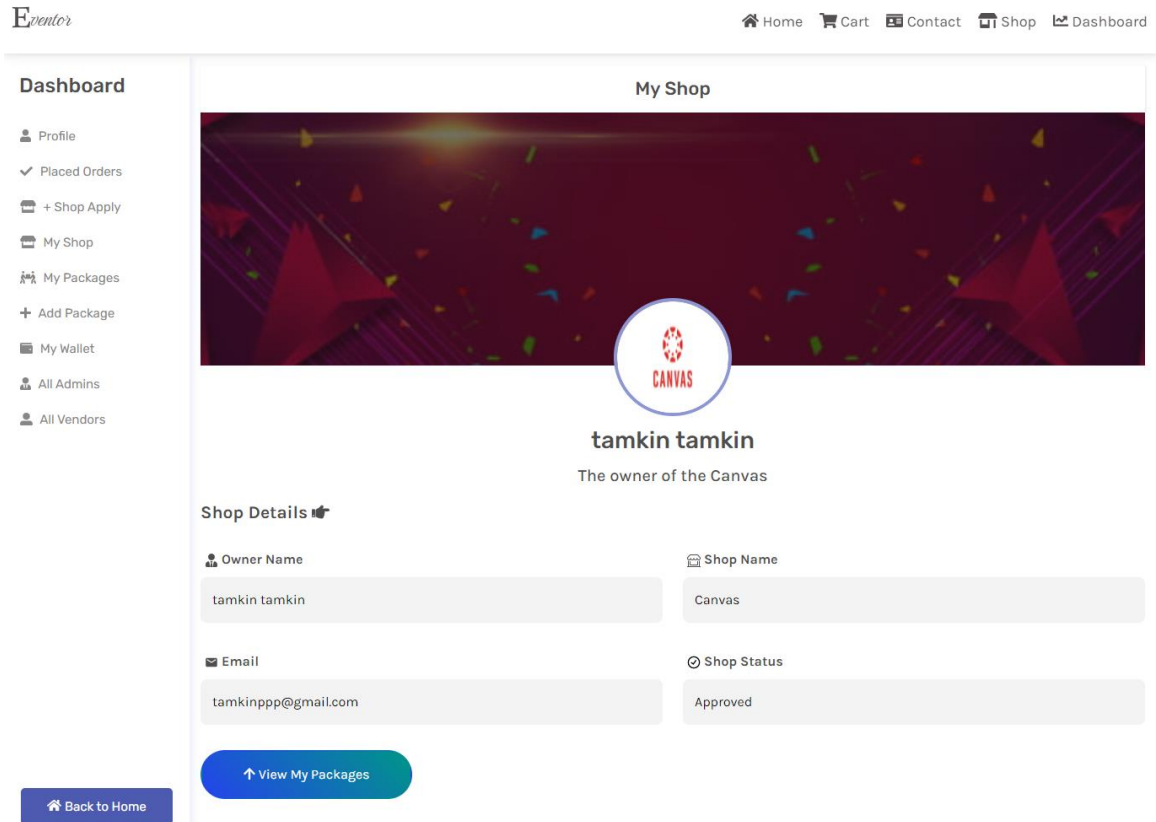 Eventor
Home Cart Contact Shop Dashboard
Dashboard
Profile
Placed Orders
+ Shop Apply
My Shop
My Packages
Add Package
My Wallet
All Admins
All Vendors
Back to Home
My Shop
CANVAS
tamkin tamkin
The owner of the Canvas
Shop Details
Owner Name
tamkin tamkin
Shop Name
Canvas
Email
tamkinppp@gmail.com
Shop Status
Approved
View My Packages